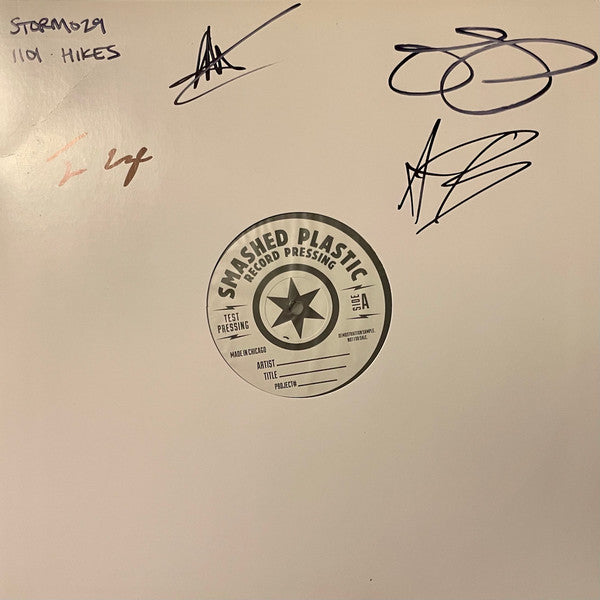 STORM029
1101 · HIKES
SMASHED PLASTIC
RECORD PRESSING
TEST
PRESSING
SIDE A
DEMOSTRATION SAMPLE.
NOT FOR SALE.
MADE IN CHICAGO
ARTIST
TITLE
PROJECT#